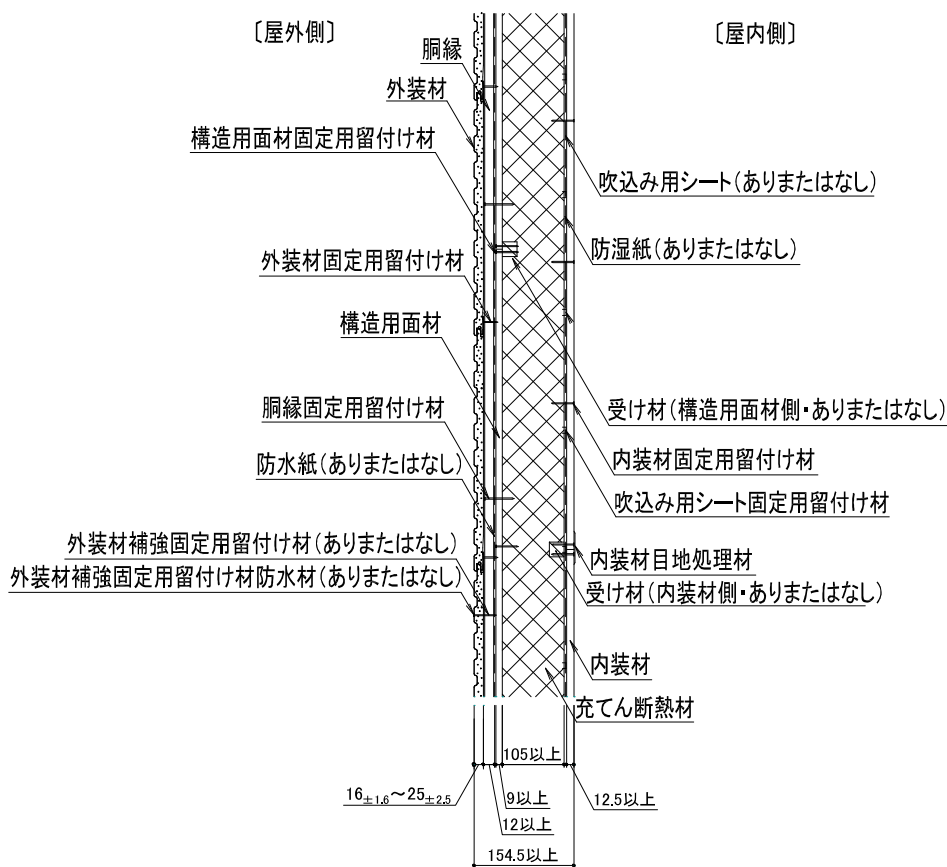 〔屋外側〕
〔屋内側〕
胴縁
外装材
構造用面材固定用留付け材
外装材固定用留付け材
構造用面材
胴縁固定用留付け材
防水紙(ありまたはなし)
外装材補強固定用留付け材(ありまたはなし)
外装材補強固定用留付け材防水材(ありまたはなし)
吹込み用シート(ありまたはなし)
防湿紙(ありまたはなし)
受け材(構造用面材側・ありまたはなし)
内装材固定用留付け材
吹込み用シート固定用留付け材
内装材目地処理材
受け材(内装材側・ありまたはなし)
内装材
充てん断熱材
105以上
16±1.6～25±2.5
9以上
12.5以上
12以上
154.5以上